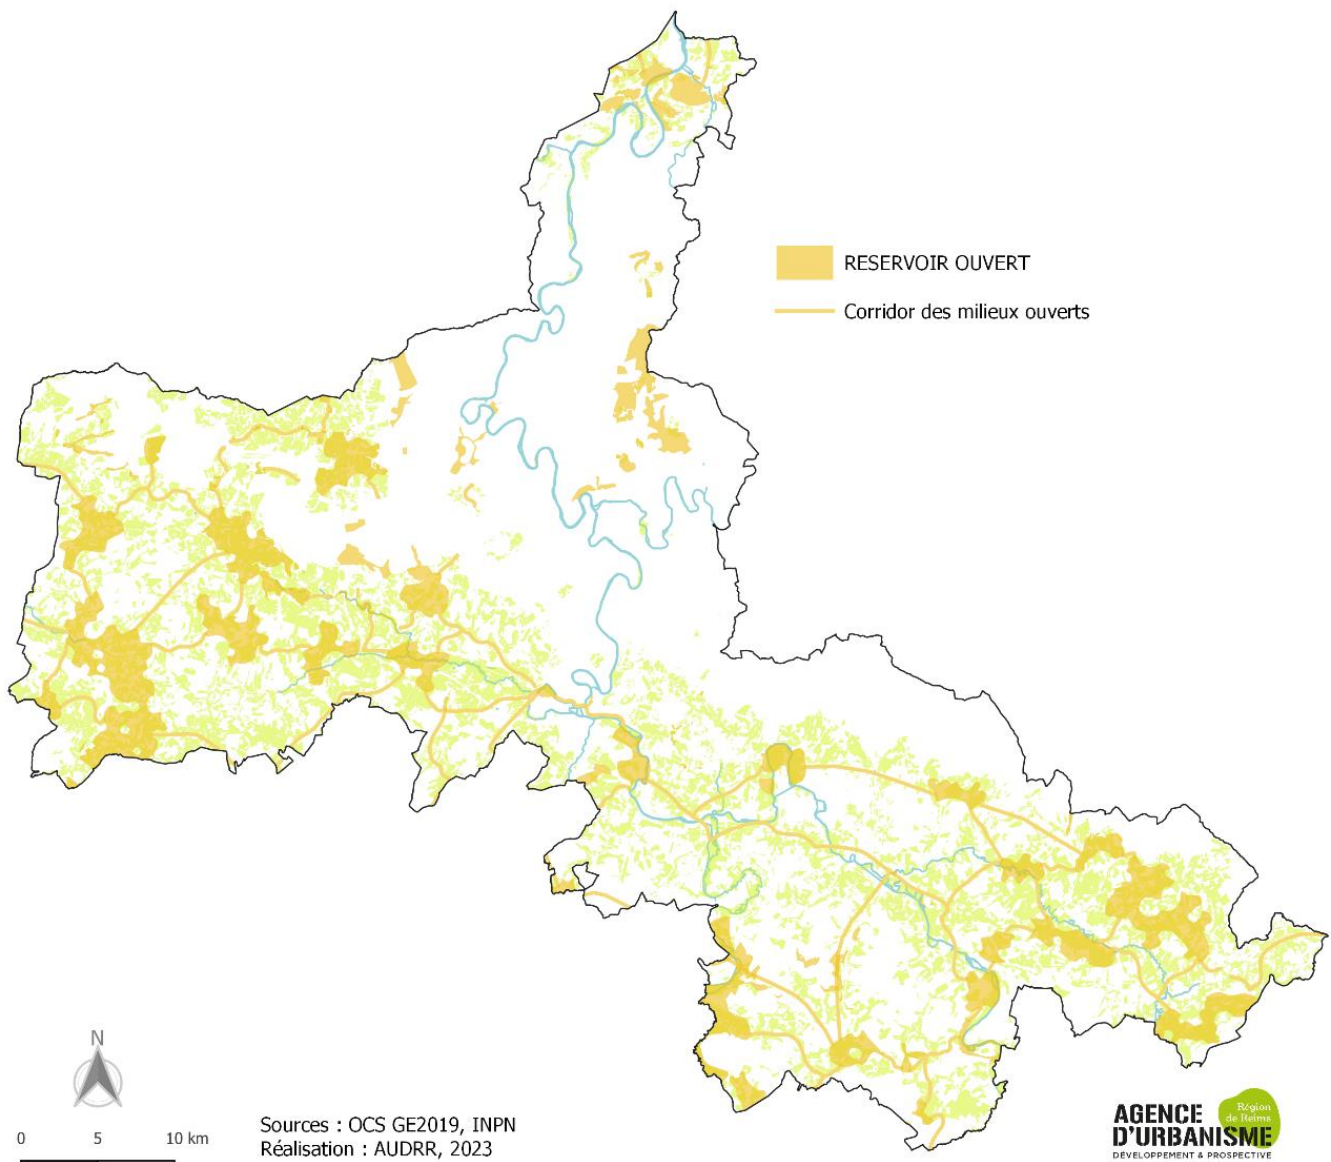 RESERVOIR OUVERT
Corridor des milieux ouverts
N
0 5 10 km
Sources : OCS GE2019, INPN
Réalisation : AUDRR, 2023
AGENCE
D'URBANISME
DÉVELOPPEMENT & PROSPECTIVE
Région
de Reims